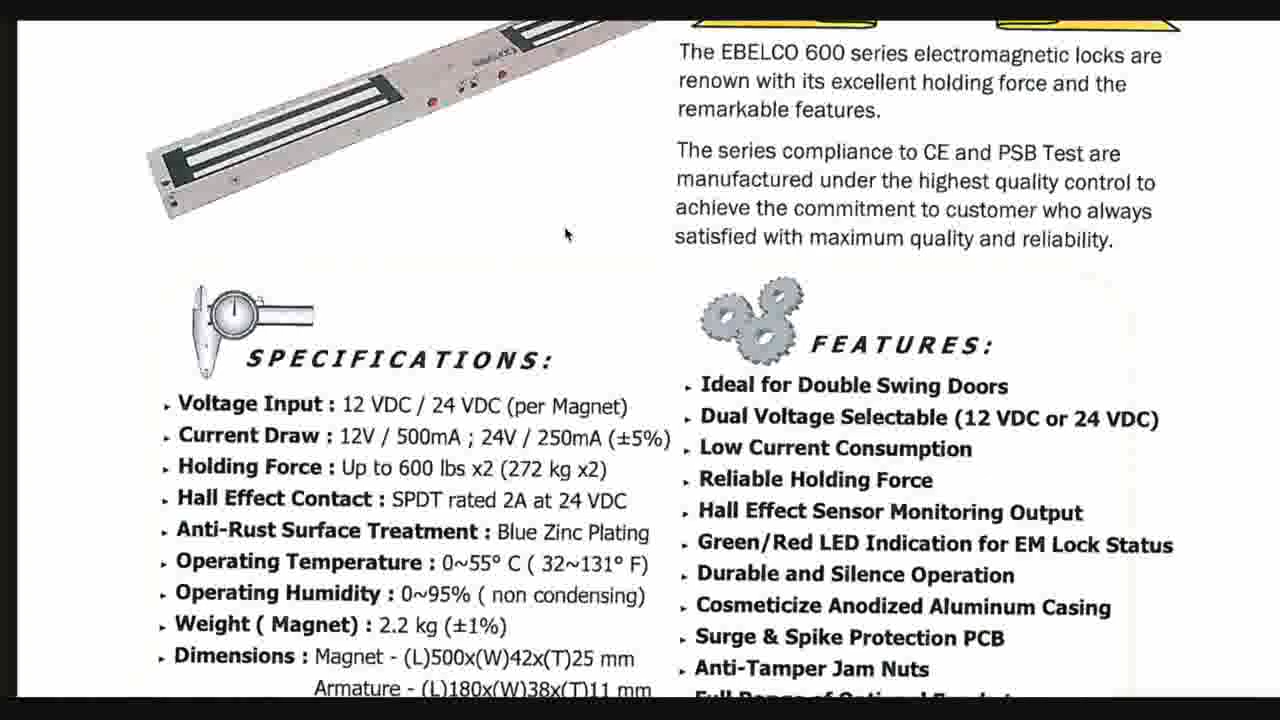 The EBELCO 600 series electromagnetic locks are
renown with its excellent holding force and the
remarkable features.
The series compliance to CE and PSB Test are
manufactured under the highest quality control to
achieve the commitment to customer who always
satisfied with maximum quality and reliability.
SPECIFICATIONS:
Voltage Input : 12 VDC / 24 VDC (per Magnet)
Current Draw : 12V / 500mA ; 24V / 250mA (±5%)
Holding Force : Up to 600 lbs x2 (272 kg x2)
Hall Effect Contact : SPDT rated 2A at 24 VDC
Anti-Rust Surface Treatment : Blue Zinc Plating
Operating Temperature : 0~55° C ( 32~131° F)
Operating Humidity : 0~95% ( non condensing)
Weight ( Magnet) : 2.2 kg (±1%)
Dimensions : Magnet - (L)500x(W)42x(T)25 mm
Armature - (L)180x(W)38x(T)11 mm
FEATURES:
Ideal for Double Swing Doors
Dual Voltage Selectable (12 VDC or 24 VDC)
Low Current Consumption
Reliable Holding Force
Hall Effect Sensor Monitoring Output
Green/Red LED Indication for EM Lock Status
Durable and Silence Operation
Cosmeticize Anodized Aluminum Casing
Surge & Spike Protection PCB
Anti-Tamper Jam Nuts
Full Range of Optional